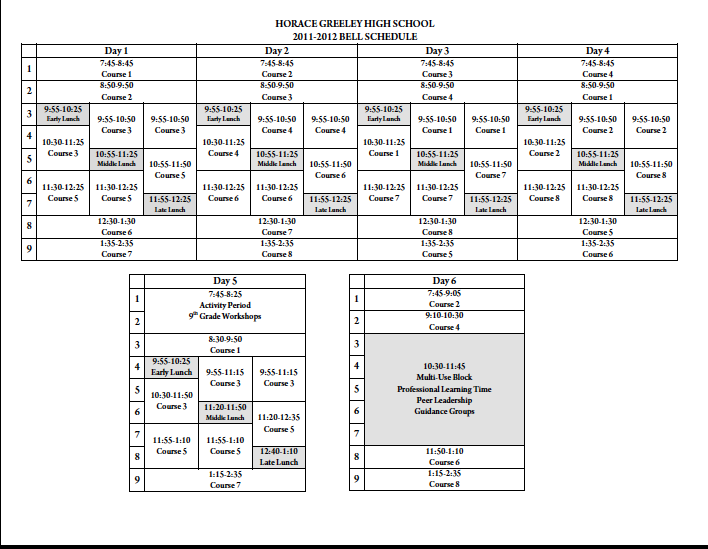 HORACE GREELEY HIGH SCHOOL
2011-2012 BELL SCHEDULE
Day 1 Day 2 Day 3 Day 4
1
7:45-8:45 7:45-8:45 7:45-8:45 7:45-8:45
Course 1 Course 2 Course 3 Course 4
2
8:50-9:50 8:50-9:50 8:50-9:50 8:50-9:50
Course 2 Course 3 Course 4 Course 1
3
4
5
6
7
9:55-10:25
Early Lunch
10:30-11:25
Course 3
11:30-12:25
Course 5
9:55-10:50
Course 3
10:55-11:25
Middle Lunch
11:30-12:25
Course 5
9:55-10:50
Course 3
10:55-11:50
Course 5
11:55-12:25
Late Lunch
9:55-10:25
Early Lunch
10:30-11:25
Course 4
11:30-12:25
Course 6
9:55-10:50
Course 4
10:55-11:25
Middle Lunch
11:30-12:25
Course 6
9:55-10:50
Course 4
10:55-11:50
Course 6
11:55-12:25
Late Lunch
9:55-10:25
Early Lunch
10:30-11:25
Course 1
11:30-12:25
Course 7
9:55-10:50
Course 1
10:55-11:25
Middle Lunch
11:30-12:25
Course 7
9:55-10:50
Course 1
10:55-11:50
Course 7
11:55-12:25
Late Lunch
9:55-10:25
Early Lunch
10:30-11:25
Course 2
11:30-12:25
Course 8
9:55-10:50
Course 2
10:55-11:25
Middle Lunch
11:30-12:25
Course 8
9:55-10:50
Course 2
10:55-11:50
Course 8
11:55-12:25
Late Lunch
8
12:30-1:30 12:30-1:30 12:30-1:30 12:30-1:30
Course 6 Course 7 Course 8 Course 5
9
1:35-2:35 1:35-2:35 1:35-2:35 1:35-2:35
Course 7 Course 8 Course 5 Course 6
Day 5
1
2
7:45-8:25
Activity Period
9th Grade Workshops
3
8:30-9:50
Course 1
4
5
6
7
8
9:55-10:25
Early Lunch
10:30-11:50
Course 3
11:55-1:10
Course 5
9:55-11:15
Course 3
11:20-11:50
Middle Lunch
11:55-1:10
Course 5
9:55-11:15
Course 3
11:20-12:35
Course 5
12:40-1:10
Late Lunch
9
1:15-2:35
Course 7
Day 6
1
7:45-9:05
Course 2
2
9:10-10:30
Course 4
3
4
5
6
7
10:30-11:45
Multi-Use Block
Professional Learning Time
Peer Leadership
Guidance Groups
8
11:50-1:10
Course 6
9
1:15-2:35
Course 8